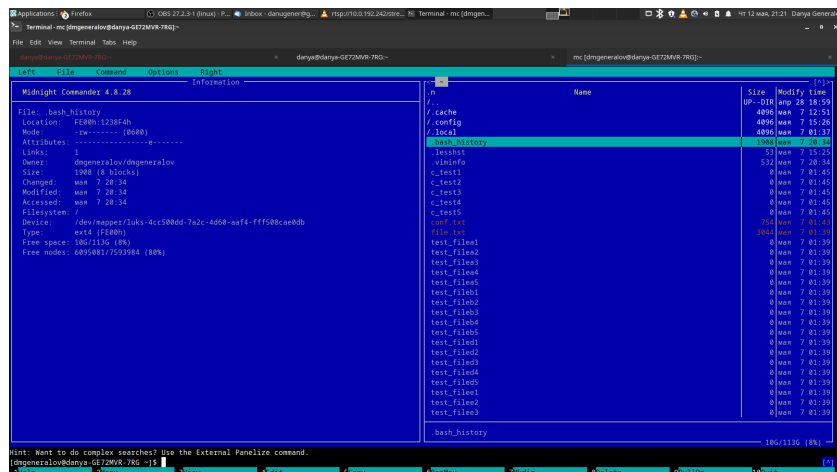 Applications Firefox OBS 27.2.3-1 (linux) - P... Inbox - danugener@g... rtsp://10.0.192.242/stre... Terminal - mc [dmgen... Чт 12 мая, 21:21 Danya General
Terminal - mc [dmgeneralov@danya-GE72MVR-7RG]:~
File Edit View Terminal Tabs Help
danya@danya-GE72MVR-7RG:~ danya@danya-GE72MVR-7RG:~ mc [dmgeneralov@danya-GE72MVR-7RG]:~
Left File Command Options Right
Information
Midnight Commander 4.8.28
File: .bash_history
Location: FE00h:1238F4h
Mode: -rw------- (0600)
Attributes: --------------e-------
Links: 1
Owner: dmgeneralov/dmgeneralov
Size: 1908 (8 blocks)
Changed: мая 7 20:34
Modified: мая 7 20:34
Accessed: мая 7 20:34
Filesystem: /
Device: /dev/mapper/luks-4cc500dd-7a2c-4d60-aaf4-fff508cae0db
Type: ext4 (FE00h)
Free space: 10G/113G (8%)
Free nodes: 6095081/7593984 (80%)
<- ~ .[^]>
.n Name Size Modify time
/.. UP--DIR апр 28 18:59
/.cache 4096 мая 7 12:51
/.config 4096 мая 7 15:26
/.local 4096 мая 7 01:37
.bash_history 1908 мая 7 20:34
.lesshst 53 мая 7 15:25
.viminfo 532 мая 7 20:34
c_test1 0 мая 7 01:45
c_test2 0 мая 7 01:45
c_test3 0 мая 7 01:45
c_test4 0 мая 7 01:45
c_test5 0 мая 7 01:45
conf.txt 754 мая 7 01:43
file.txt 3044 мая 7 01:39
test_filea1 0 мая 7 01:39
test_filea2 0 мая 7 01:39
test_filea3 0 мая 7 01:39
test_filea4 0 мая 7 01:39
test_filea5 0 мая 7 01:39
test_fileb1 0 мая 7 01:39
test_fileb2 0 мая 7 01:39
test_fileb3 0 мая 7 01:39
test_fileb4 0 мая 7 01:39
test_fileb5 0 мая 7 01:39
test_filed1 0 мая 7 01:39
test_filed2 0 мая 7 01:39
test_filed3 0 мая 7 01:39
test_filed4 0 мая 7 01:39
test_filed5 0 мая 7 01:39
test_filee1 0 мая 7 01:39
test_filee2 0 мая 7 01:39
test_filee3 0 мая 7 01:39
.bash_history
10G/113G (8%)
Hint: Want to do complex searches? Use the External Panelize command.
[dmgeneralov@danya-GE72MVR-7RG ~]$ [^]